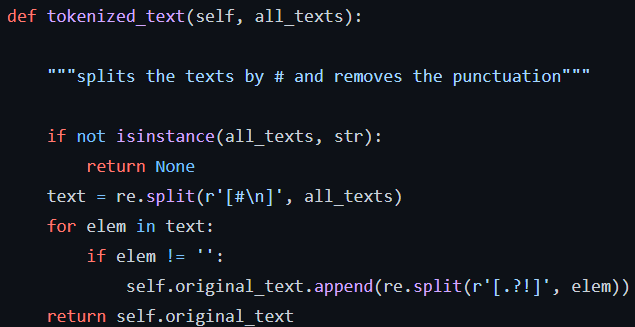 def tokenized_text(self, all_texts):
"""splits the texts by # and removes the punctuation"""
if not isinstance(all_texts, str):
return None
text = re.split(r'[#\n]', all_texts)
for elem in text:
if elem != '':
self.original_text.append(re.split(r'[.?!]', elem))
return self.original_text